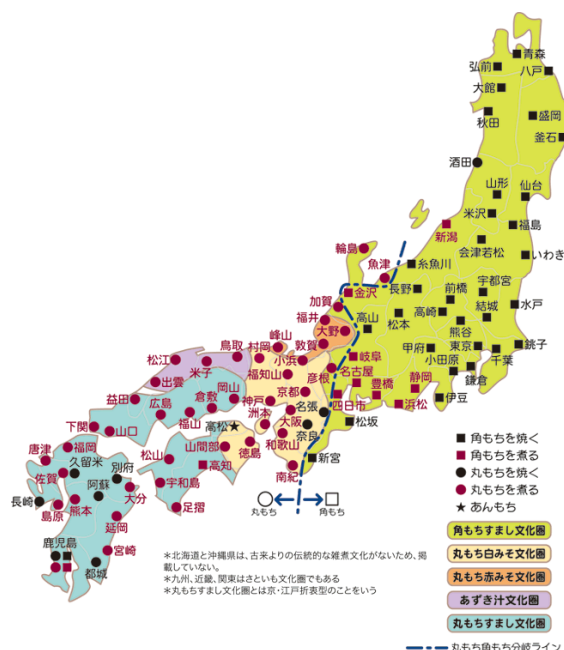 青森
弘前
八戸
大館
秋田
盛岡
釜石
酒田
山形
仙台
米沢
新潟
福島
会津若松
いわき
輪島
魚津
糸魚川
金沢
長野
前橋
宇都宮
加賀
高崎
結城
水戸
福井
高山
松本
熊谷
大野
峰山
敦賀
甲府
東京
銚子
村岡
小浜
岐阜
小田原
千葉
鳥取
松江
米子
福知山
彦根
名古屋
静岡
鎌倉
出雲
岡山
京都
豊橋
伊豆
益田
広島
倉敷
神戸
名張
四日市
浜松
福山
洲本
大阪
奈良
松坂
下関
山口
高松
和歌山
唐津
福岡
松山
山間部
徳島
新宮
久留米
別府
高知
南紀
佐賀
阿蘇
宇和島
長崎
大分
島原
熊本
足摺
延岡
鹿児島
宮崎
都城
丸もち
角もち
角もちを焼く
角もちを煮る
丸もちを焼く
丸もちを煮る
あんもち
角もちすまし文化圏
丸もち白みそ文化圏
丸もち赤みそ文化圏
あずき汁文化圏
丸もちすまし文化圏
丸もち角もち分岐ライン
*北海道と沖縄県は、古来よりの伝統的な雑煮文化がないため、掲
載していない。
*九州、近畿、関東はさといも文化圏でもある
*丸もちすまし文化圏とは京・江戸折衷型のことをいう